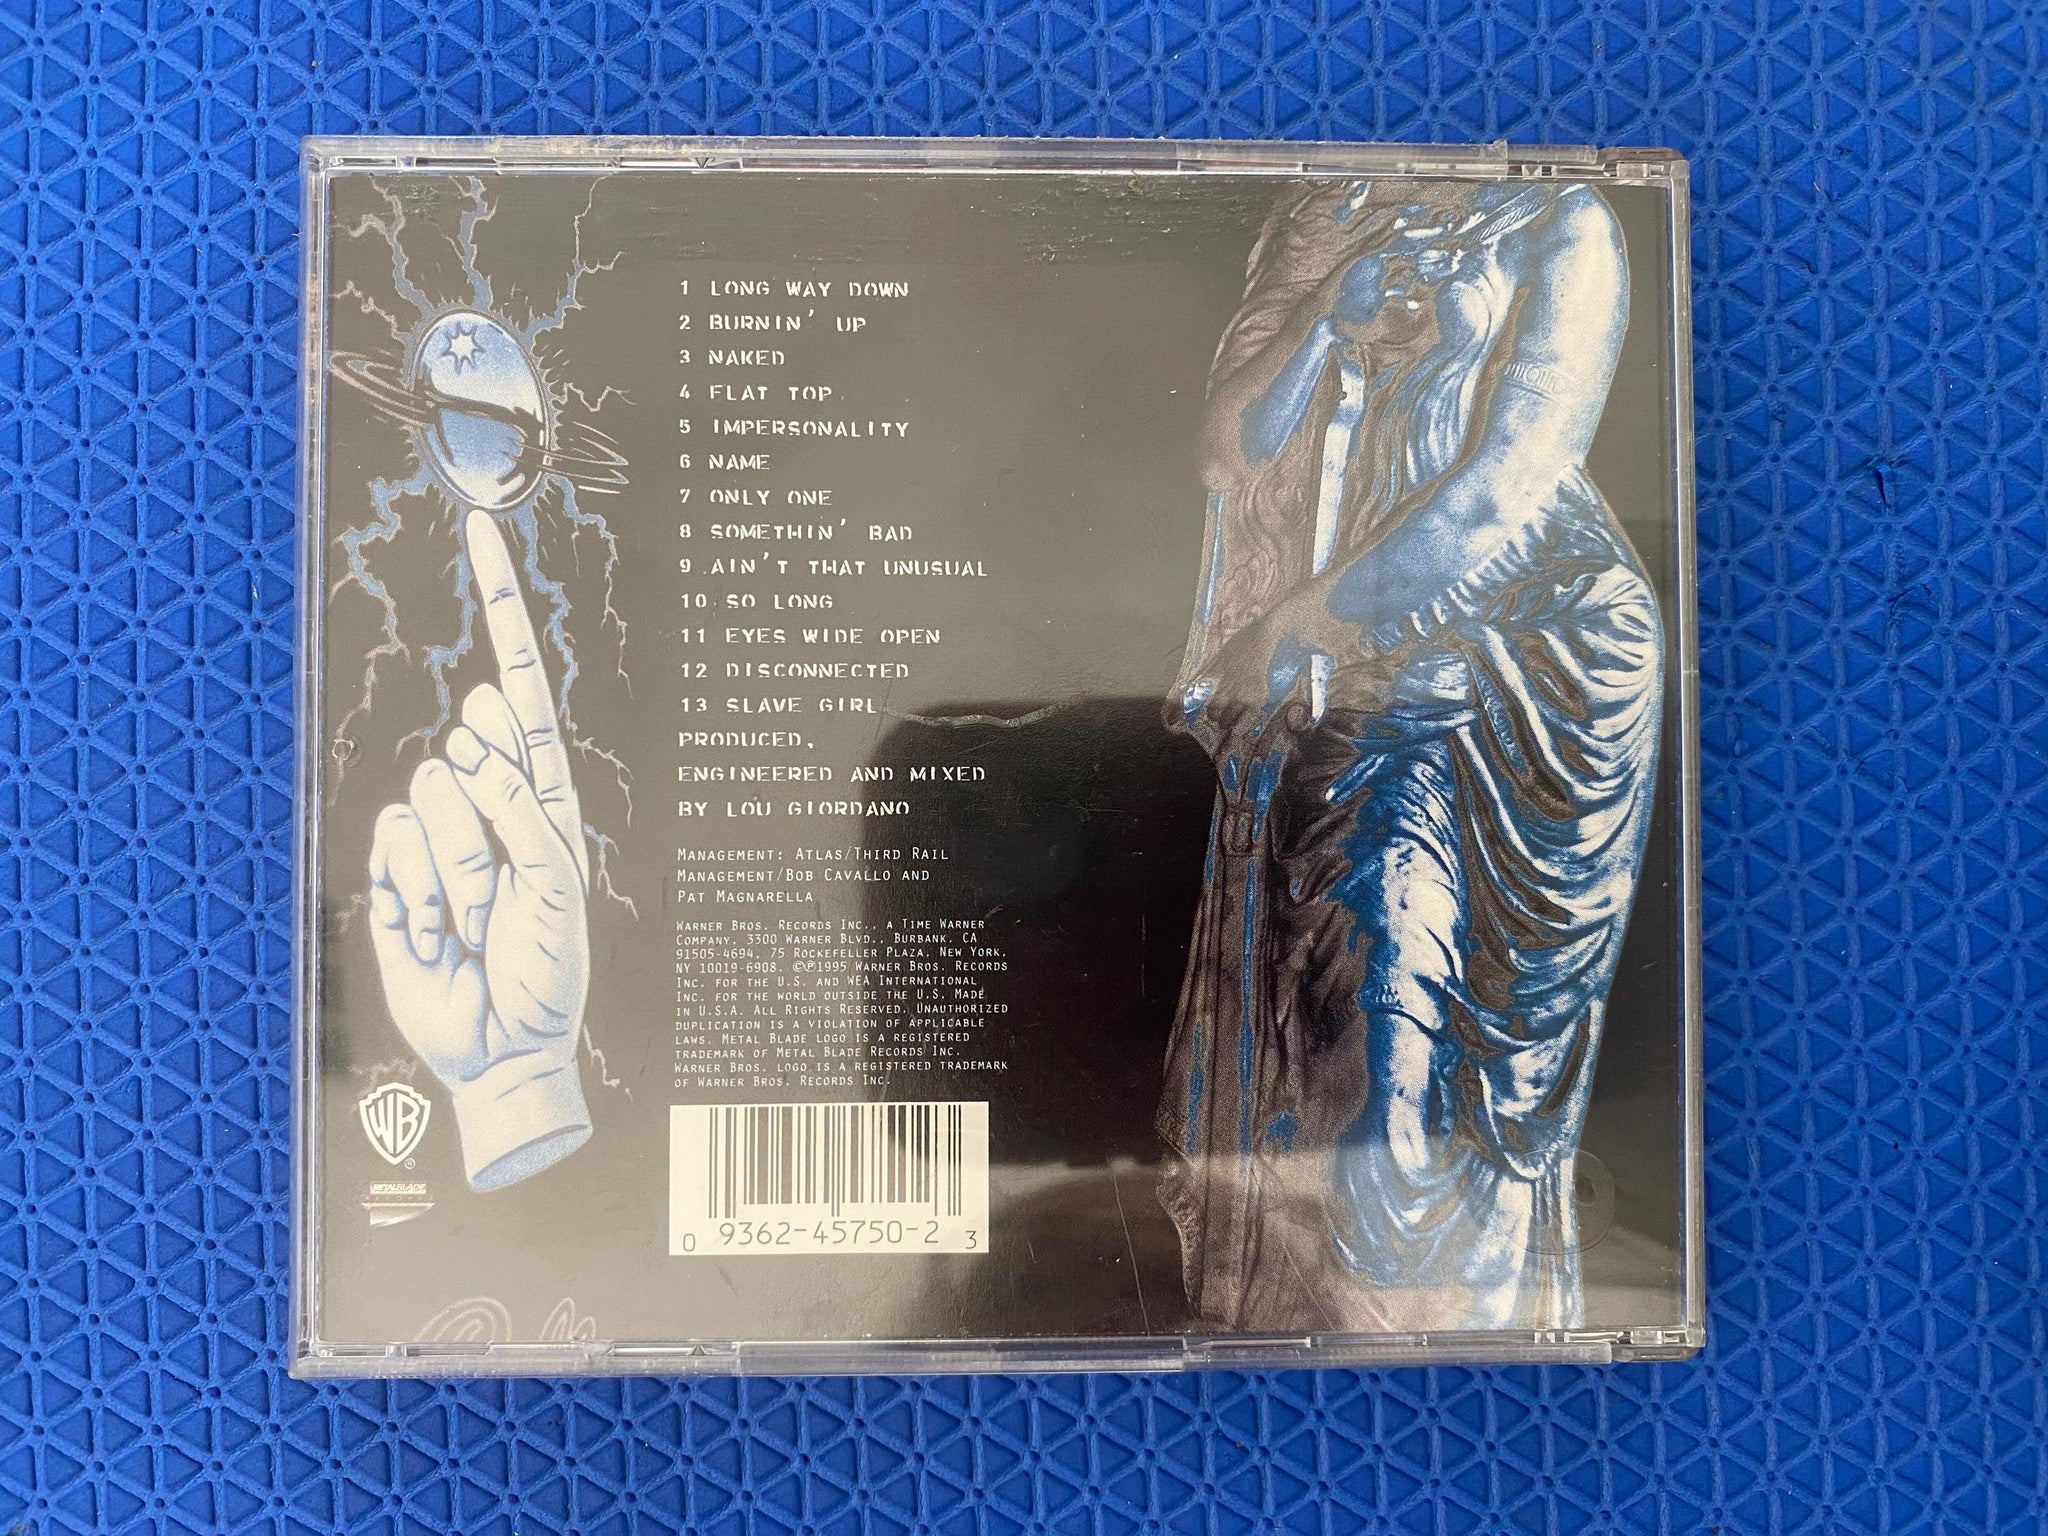 1 LONG WAY DOWN
2 BURNIN' UP
3 NAKED
4 FLAT TOP
5 IMPERSONALITY
6 NAME
7 ONLY ONE
8 SOMETHIN' BAD
9 AIN'T THAT UNUSUAL
10 SO LONG
11 EYES WIDE OPEN
12 DISCONNECTED
13 SLAVE GIRL
PRODUCED,
ENGINEERED AND MIXED
BY LOU GIORDANO
MANAGEMENT: ATLAS/THIRD RAIL
MANAGEMENT/BOB CAVALLO AND
PAT MAGNARELLA
WARNER BROS. RECORDS INC., A TIME WARNER
COMPANY, 3300 WARNER BLVD., BURBANK, CA
91505-4694, 75 ROCKEFELLER PLAZA, NEW YORK,
NY 10019-6908. ©℗1995 WARNER BROS. RECORDS
INC. FOR THE U.S. AND WEA INTERNATIONAL
INC. FOR THE WORLD OUTSIDE THE U.S. MADE
IN U.S.A. ALL RIGHTS RESERVED. UNAUTHORIZED
DUPLICATION IS A VIOLATION OF APPLICABLE
LAWS. METAL BLADE LOGO IS A REGISTERED
TRADEMARK OF METAL BLADE RECORDS INC.
WARNER BROS. LOGO IS A REGISTERED TRADEMARK
OF WARNER BROS. RECORDS INC.
WB ®
METAL BLADE
RECORDS
0 9362-45750-2 3